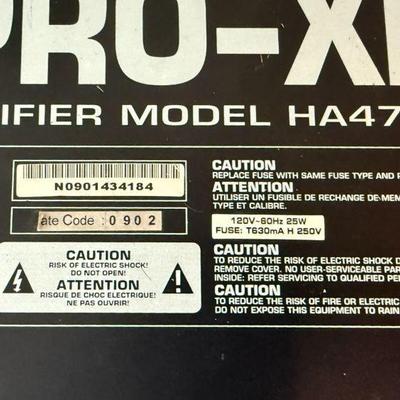 PRO-X
IFIER MODEL HA47
N0901434184
ate Code : 0 9 0 2
CAUTION
RISK OF ELECTRIC SHOCK!
DO NOT OPEN!
ATTENTION
RISQUE DE CHOC ELECTRIQUE!
NE PAS OUVRIR!
CAUTION
REPLACE FUSE WITH SAME FUSE TYPE AND
ATTENTION
UTILISER UN FUSIBLE DE RECHANGE DE MEM
TYPE ET CALIBRE.
120V~60Hz 25W
FUSE: T630mA H 250V
CAUTION
TO REDUCE THE RISK OF ELECTRIC SHOCK D
REMOVE COVER. NO USER-SERVICEABLE PAR
INSIDE: REFER SERVICING TO QUALIFIED PE
CAUTION
TO REDUCE THE RISK OF FIRE OR ELECTRIC
DO NOT EXPOSE THIS EQUIPMENT TO RAIN